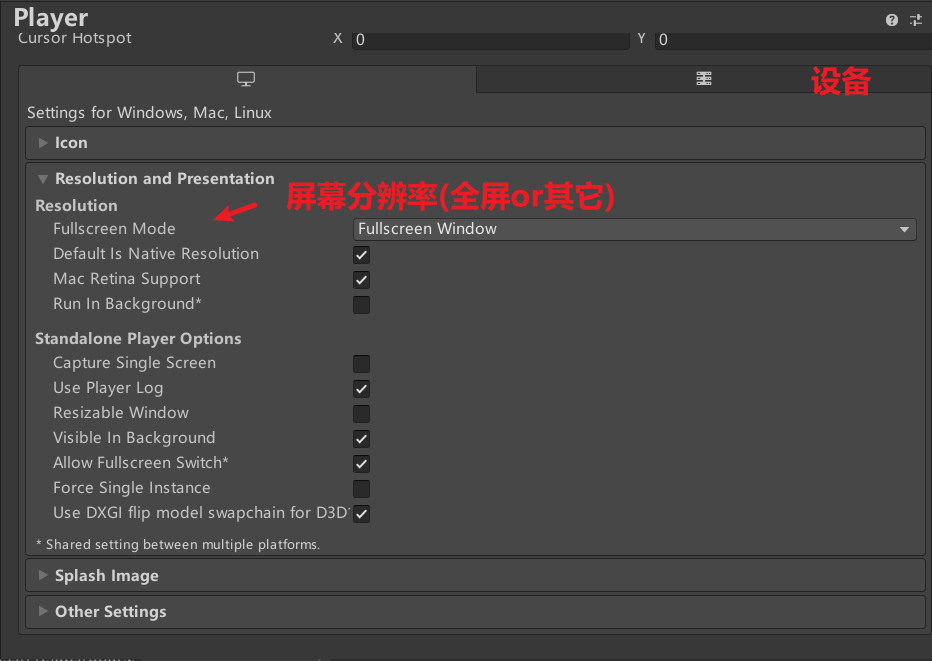 Player
Cursor Hotspot X 0 Y 0
设备
Settings for Windows, Mac, Linux
Icon
Resolution and Presentation
屏幕分辨率(全屏or其它)
Resolution
Fullscreen Mode Fullscreen Window
Default Is Native Resolution
Mac Retina Support
Run In Background*
Standalone Player Options
Capture Single Screen
Use Player Log
Resizable Window
Visible In Background
Allow Fullscreen Switch*
Force Single Instance
Use DXGI flip model swapchain for D3D
* Shared setting between multiple platforms.
Splash Image
Other Settings